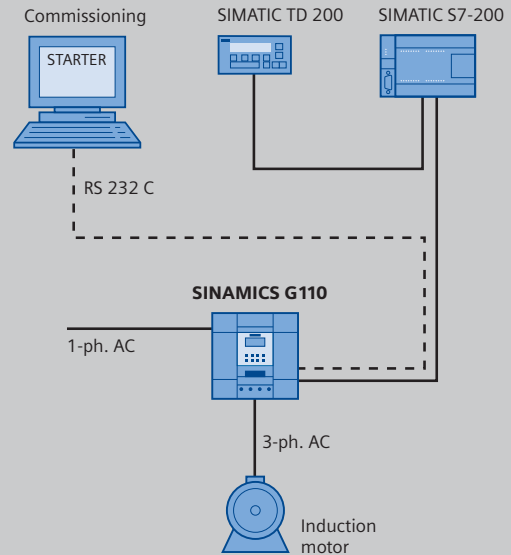 Commissioning
SIMATIC TD 200
SIMATIC S7-200
STARTER
RS 232 C
SINAMICS G110
1-ph. AC
3-ph. AC
Induction
motor